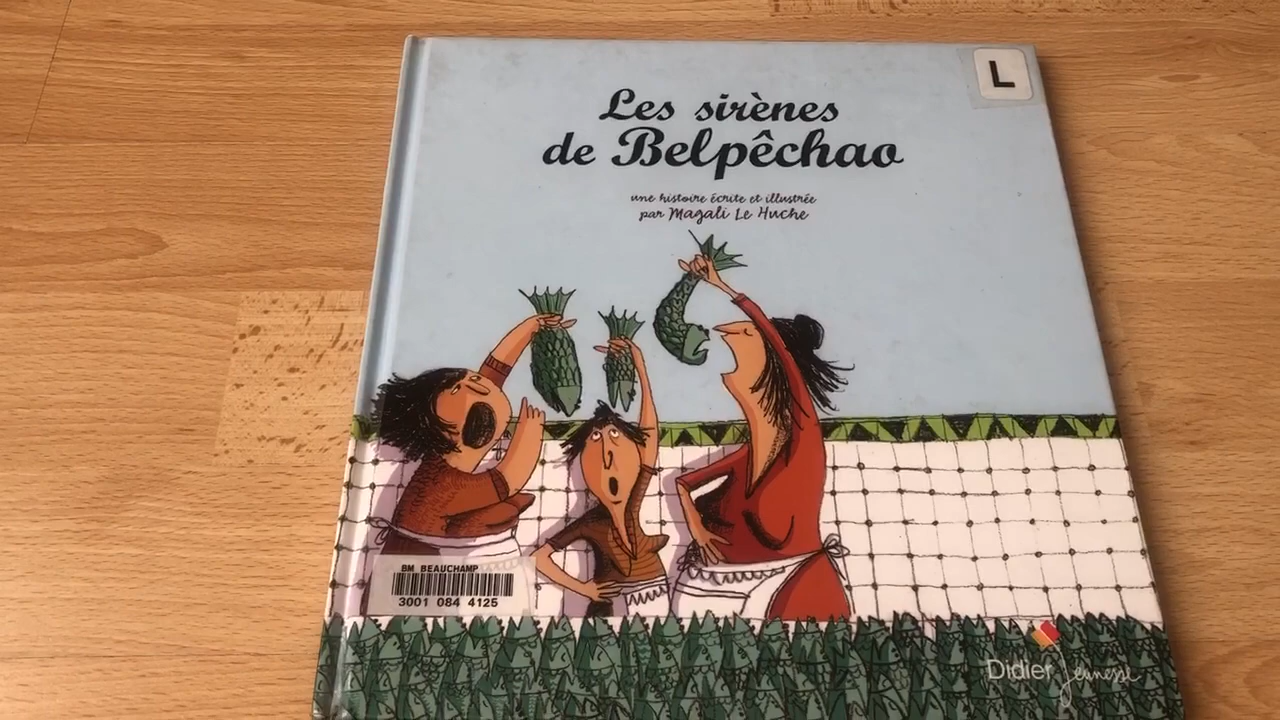 L
Les sirènes
de Belpêchao
une histoire écrite et illustrée
par Magali Le Huche
BM BEAUCHAMP
3001 084 4125
Didier Jeunesse